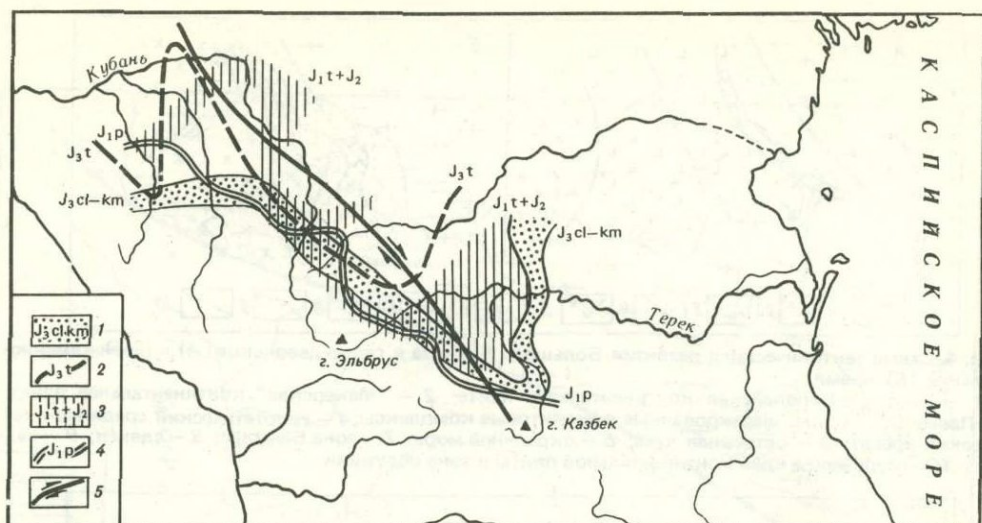 Кубань
J₁t+J₂
J₁p
J₃t
J₃cl–km
J₃t
J₁t+J₂
J₃cl–km
Терек
г. Эльбрус
J₁p
г. Казбек
КАСПИЙСКОЕ МОРЕ
J₃cl-km 1
J₃t 2
J₁t+J₂ 3
J₁p 4
5